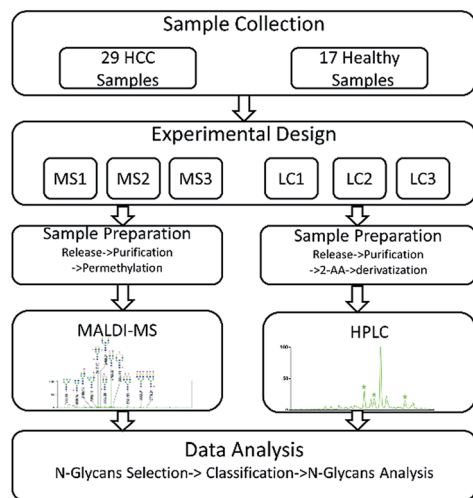 Sample Collection
29 HCC
Samples
17 Healthy
Samples
Experimental Design
MS1
MS2
MS3
LC1
LC2
LC3
Sample Preparation
Release->Purification
->Permethylation
Sample Preparation
Release->Purification
->2-AA->derivatization
MALDI-MS
HPLC
100
50
Data Analysis
N-Glycans Selection-> Classification->N-Glycans Analysis